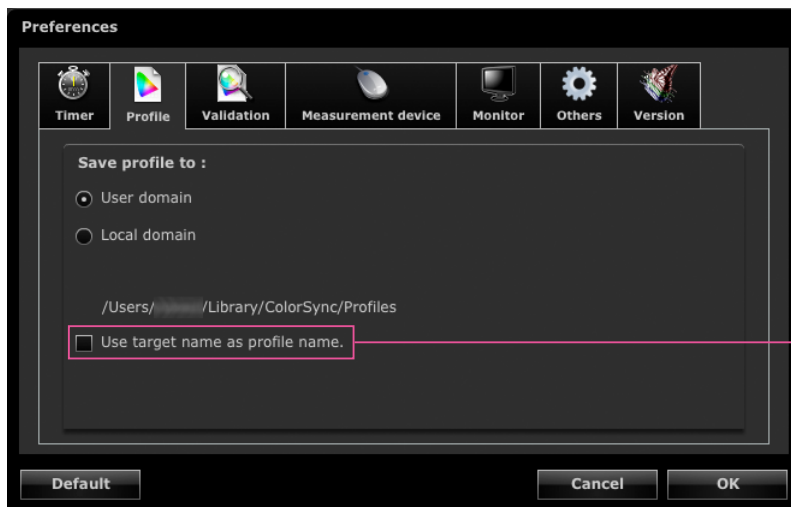 Preferences
Timer Profile Validation Measurement device Monitor Others Version
Save profile to :
User domain
Local domain
/Users/ /Library/ColorSync/Profiles
Use target name as profile name.
Default Cancel OK